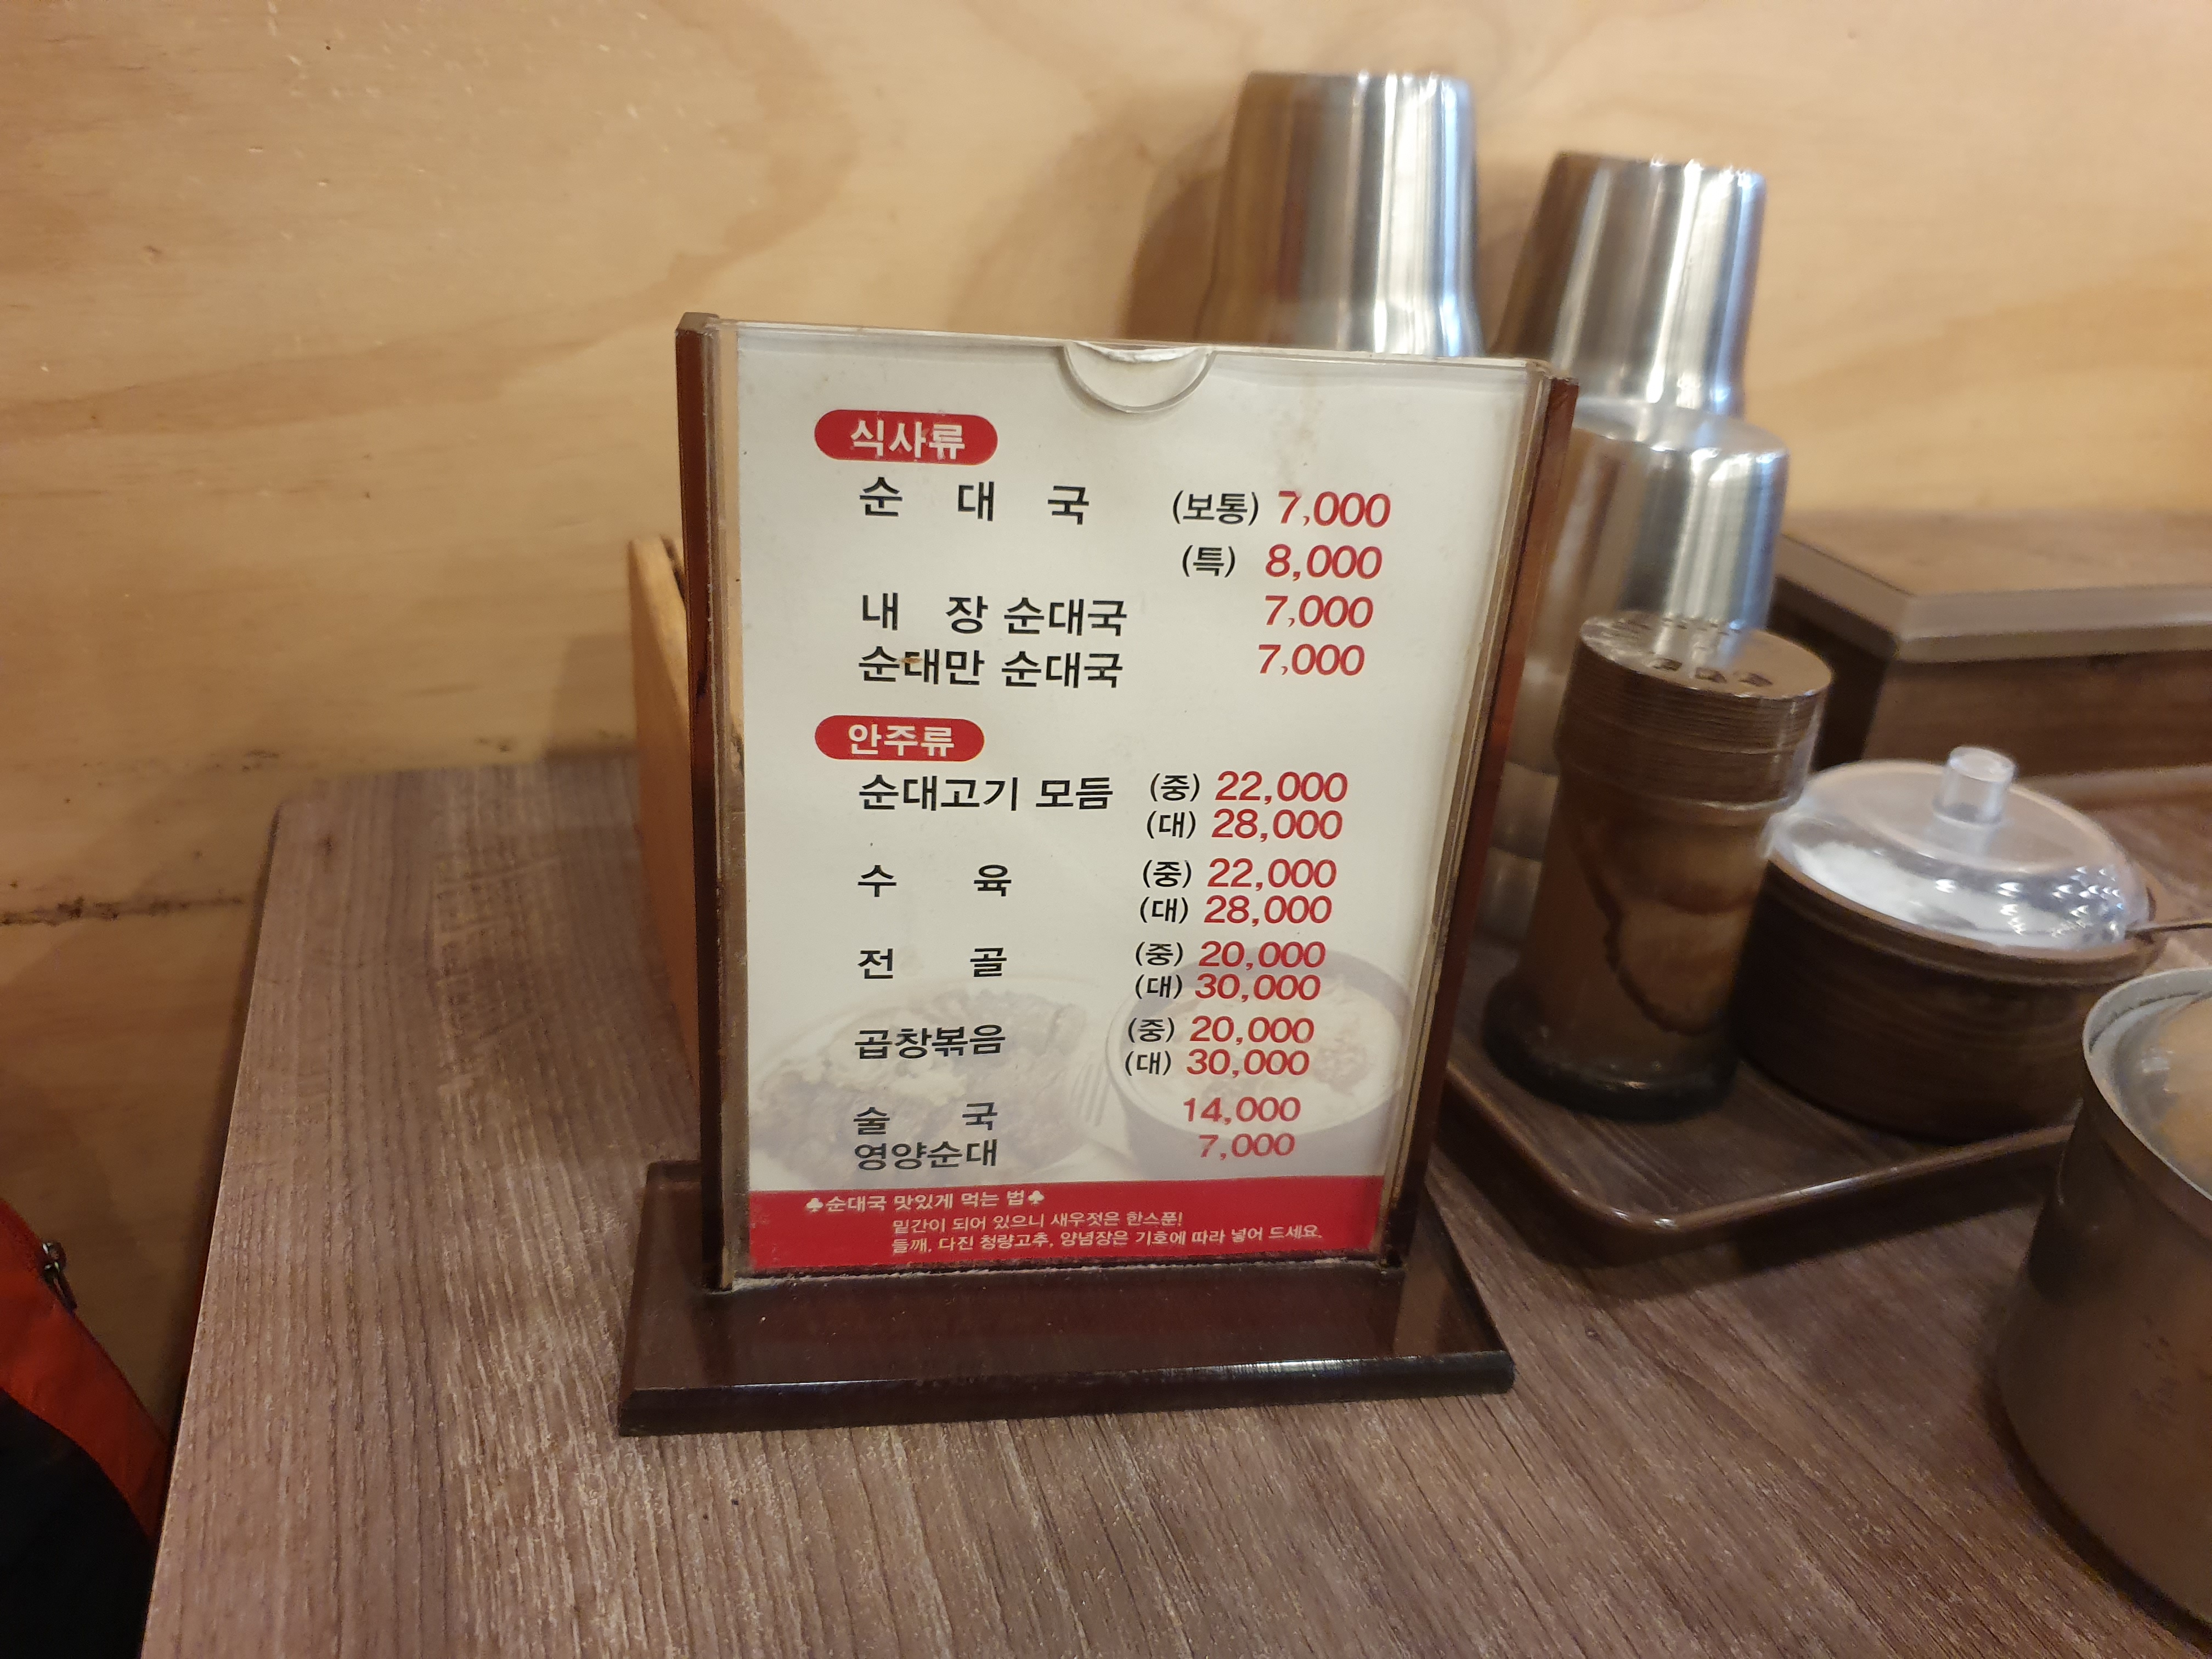 식사류
순 대 국 (보통) 7,000
(특) 8,000
내 장 순대국 7,000
순대만 순대국 7,000
안주류
순대고기 모듬 (중) 22,000
(대) 28,000
수 육 (중) 22,000
(대) 28,000
전 골 (중) 20,000
(대) 30,000
곱창볶음 (중) 20,000
(대) 30,000
술 국 14,000
영양순대 7,000
♣순대국 맛있게 먹는 법♣
밑간이 되어 있으니 새우젓은 한스푼!
들깨, 다진 청량고추, 양념장은 기호에 따라 넣어 드세요.